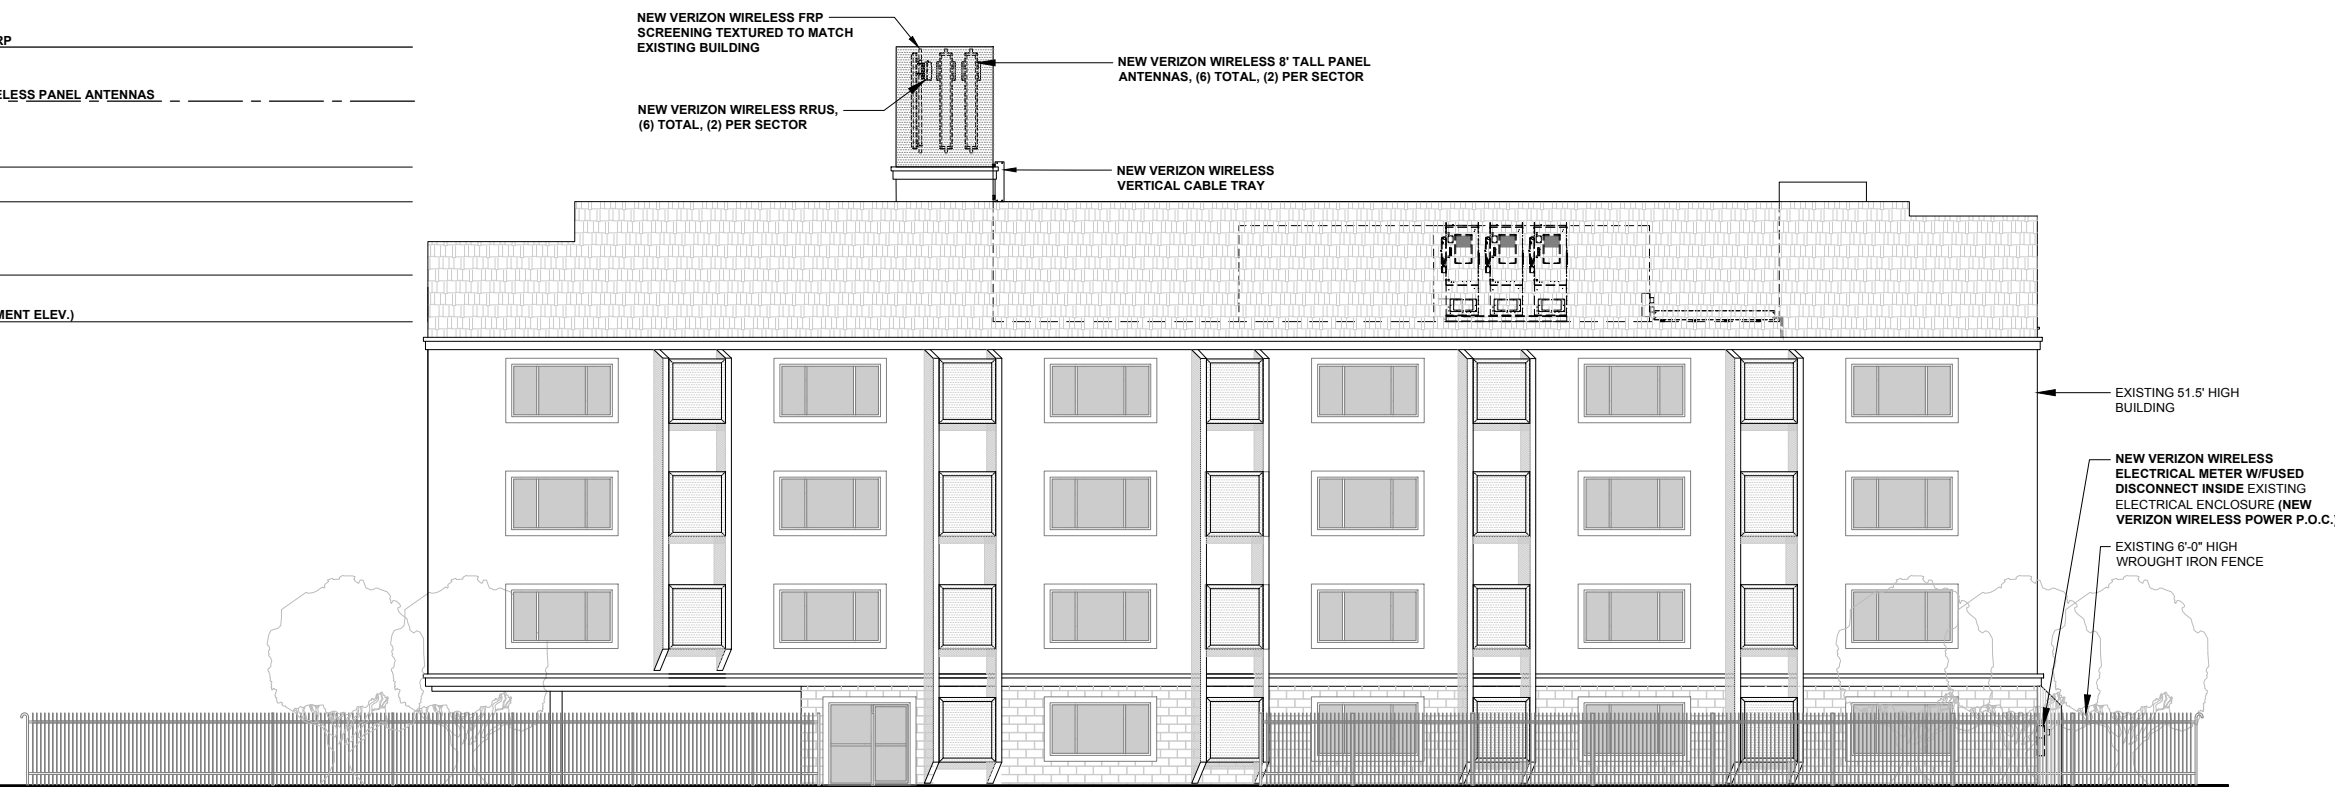 RP
ELESS PANEL ANTENNAS
MENT ELEV.)
NEW VERIZON WIRELESS FRP
SCREENING TEXTURED TO MATCH
EXISTING BUILDING
NEW VERIZON WIRELESS 8' TALL PANEL
ANTENNAS, (6) TOTAL, (2) PER SECTOR
NEW VERIZON WIRELESS RRUS,
(6) TOTAL, (2) PER SECTOR
NEW VERIZON WIRELESS
VERTICAL CABLE TRAY
EXISTING 51.5' HIGH
BUILDING
NEW VERIZON WIRELESS
ELECTRICAL METER W/FUSED
DISCONNECT INSIDE EXISTING
ELECTRICAL ENCLOSURE (NEW
VERIZON WIRELESS POWER P.O.C.)
EXISTING 6'-0" HIGH
WROUGHT IRON FENCE